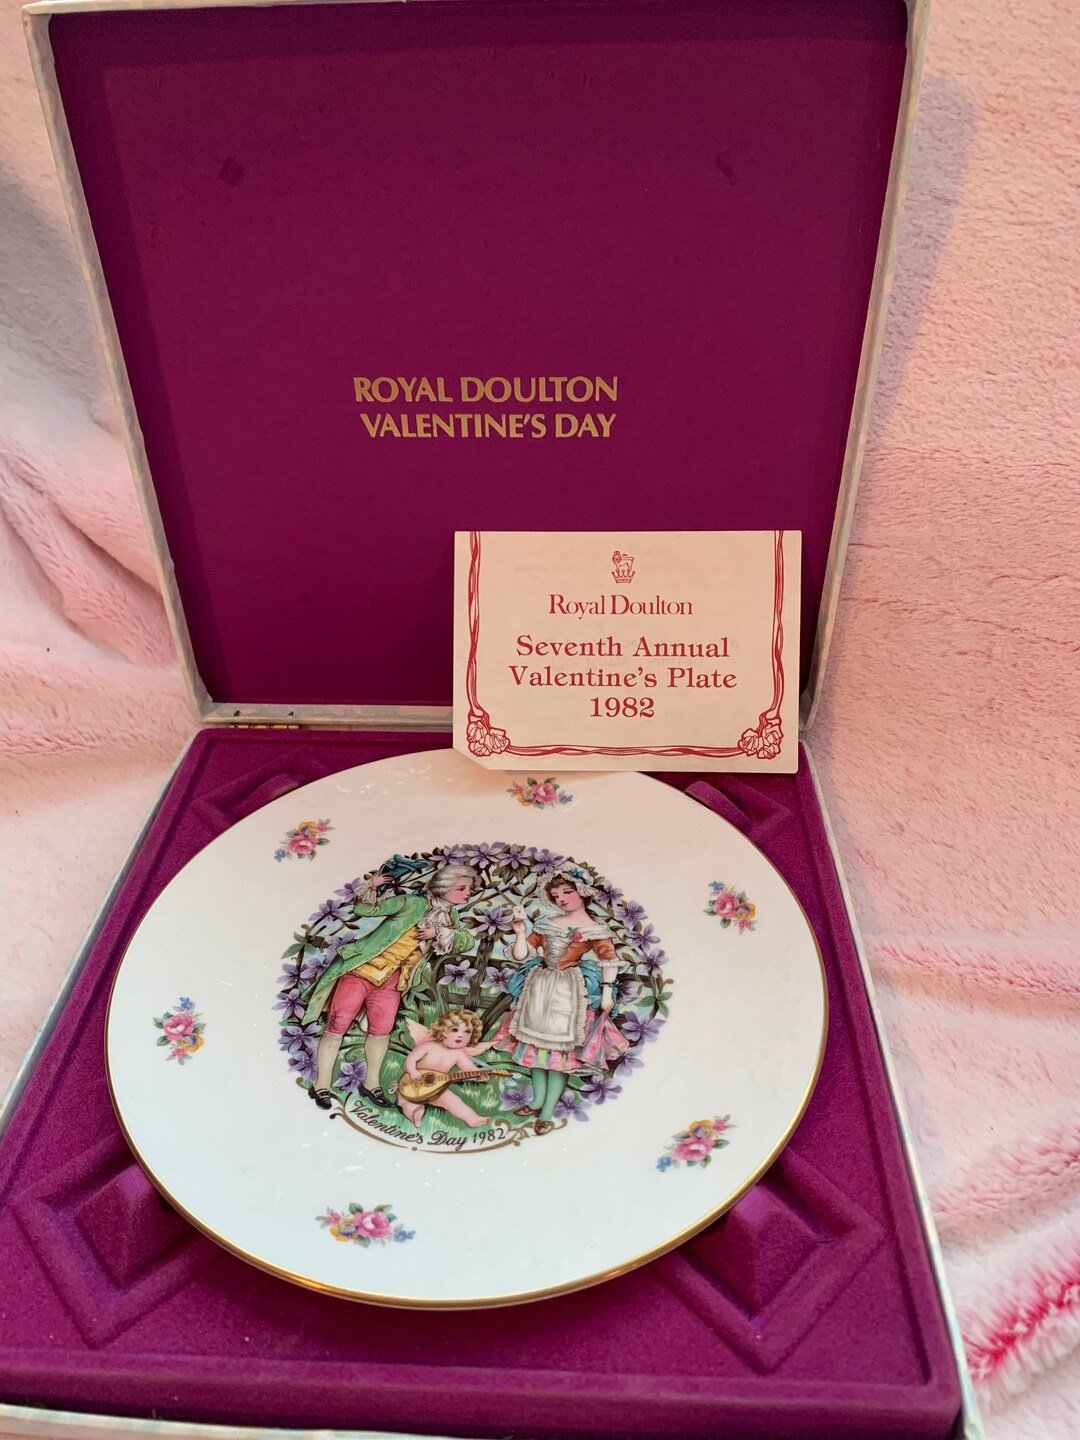 ROYAL DOULTON
VALENTINE'S DAY
Royal Doulton
Seventh Annual
Valentine's Plate
1982
Valentine's Day 1982